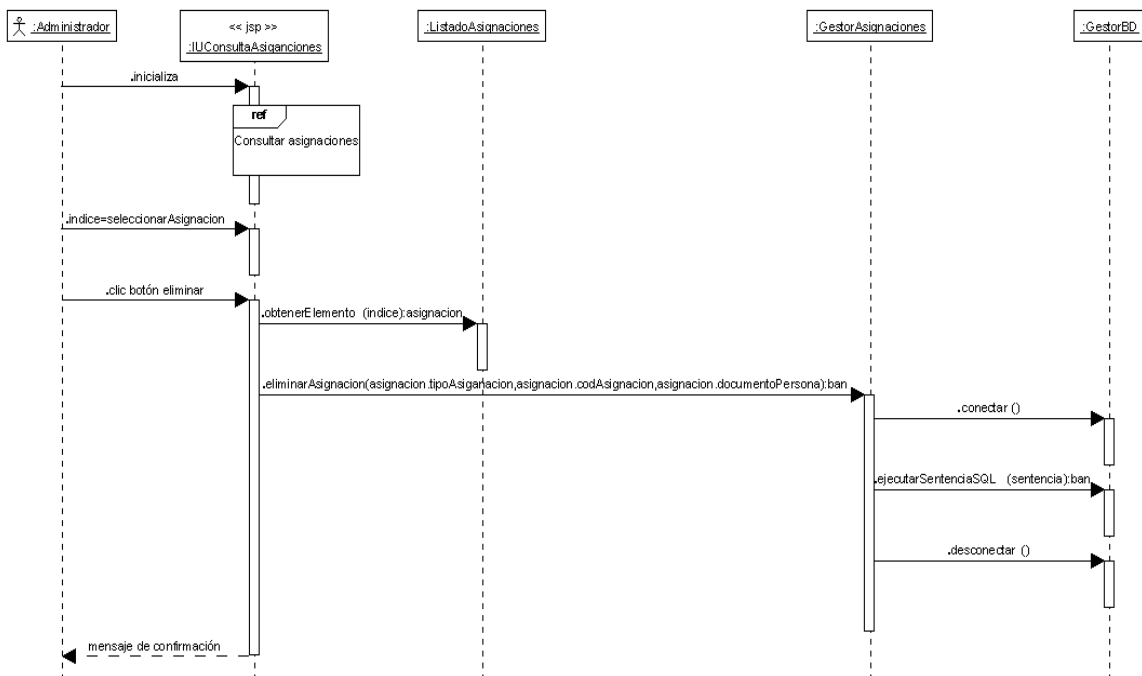 :Administrador
<< jsp >>
:IUConsultaAsiganciones
:ListadoAsignaciones
:GestorAsignaciones
:GestorBD
.inicializa
ref
Consultar asignaciones
.indice=seleccionarAsignacion
.clic botón eliminar
.obtenerElemento (indice):asignacion
.eliminarAsignacion(asignacion.tipoAsiganacion,asignacion.codAsignacion,asignacion.documentoPersona):ban
.conectar ()
.ejecutarSentenciaSQL (sentencia):ban
.desconectar ()
mensaje de confirmación